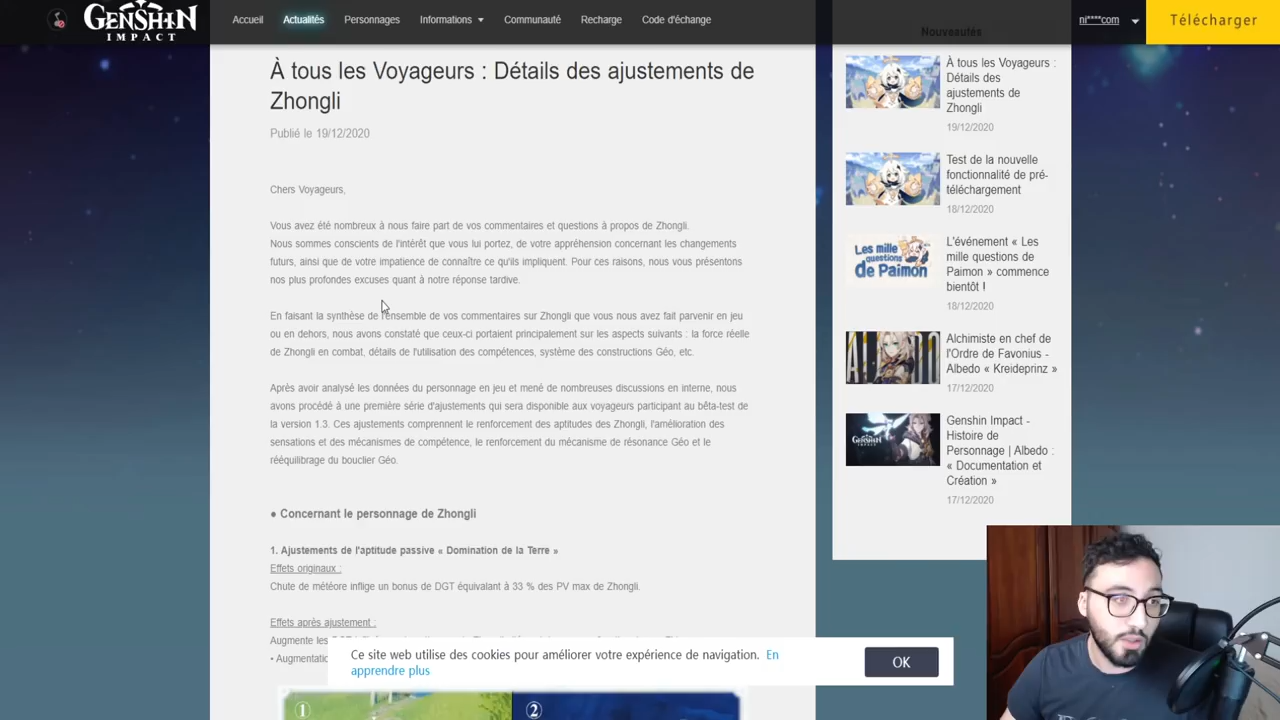 GENSHIN
IMPACT
Accueil
Actualités
Personnages
Informations
Communauté
Recharge
Code d'échange
ni****com
Télécharger
À tous les Voyageurs : Détails des ajustements de
Zhongli
Publié le 19/12/2020
Chers Voyageurs,
Vous avez été nombreux à nous faire part de vos commentaires et questions à propos de Zhongli.
Nous sommes conscients de l'intérêt que vous lui portez, de votre appréhension concernant les changements
futurs, ainsi que de votre impatience de connaître ce qu'ils impliquent. Pour ces raisons, nous vous présentons
nos plus profondes excuses quant à notre réponse tardive.
En faisant la synthèse de l'ensemble de vos commentaires sur Zhongli que vous nous avez fait parvenir en jeu
ou en dehors, nous avons constaté que ceux-ci portaient principalement sur les aspects suivants : la force réelle
de Zhongli en combat, détails de l'utilisation des compétences, système des constructions Géo, etc.
Après avoir analysé les données du personnage en jeu et mené de nombreuses discussions en interne, nous
avons procédé à une première série d'ajustements qui sera disponible aux voyageurs participant au bêta-test de
la version 1.3. Ces ajustements comprennent le renforcement des aptitudes des Zhongli, l'amélioration des
sensations et des mécanismes de compétence, le renforcement du mécanisme de résonance Géo et le
rééquilibrage du bouclier Géo.
● Concernant le personnage de Zhongli
1. Ajustements de l'aptitude passive « Domination de la Terre »
Effets originaux :
Chute de météore inflige un bonus de DGT équivalant à 33 % des PV max de Zhongli.
Effets après ajustement :
Augmente les
• Augmentation
Ce site web utilise des cookies pour améliorer votre expérience de navigation. En
apprendre plus
OK
1
2
Nouveautés
À tous les Voyageurs :
Détails des
ajustements de
Zhongli
19/12/2020
Test de la nouvelle
fonctionnalité de pré-
téléchargement
18/12/2020
Les mille
questions
de Paimon
L'événement « Les
mille questions de
Paimon » commence
bientôt !
18/12/2020
Alchimiste en chef de
l'Ordre de Favonius -
Albedo « Kreideprinz »
17/12/2020
Genshin Impact -
Histoire de
Personnage | Albedo :
« Documentation et
Création »
17/12/2020